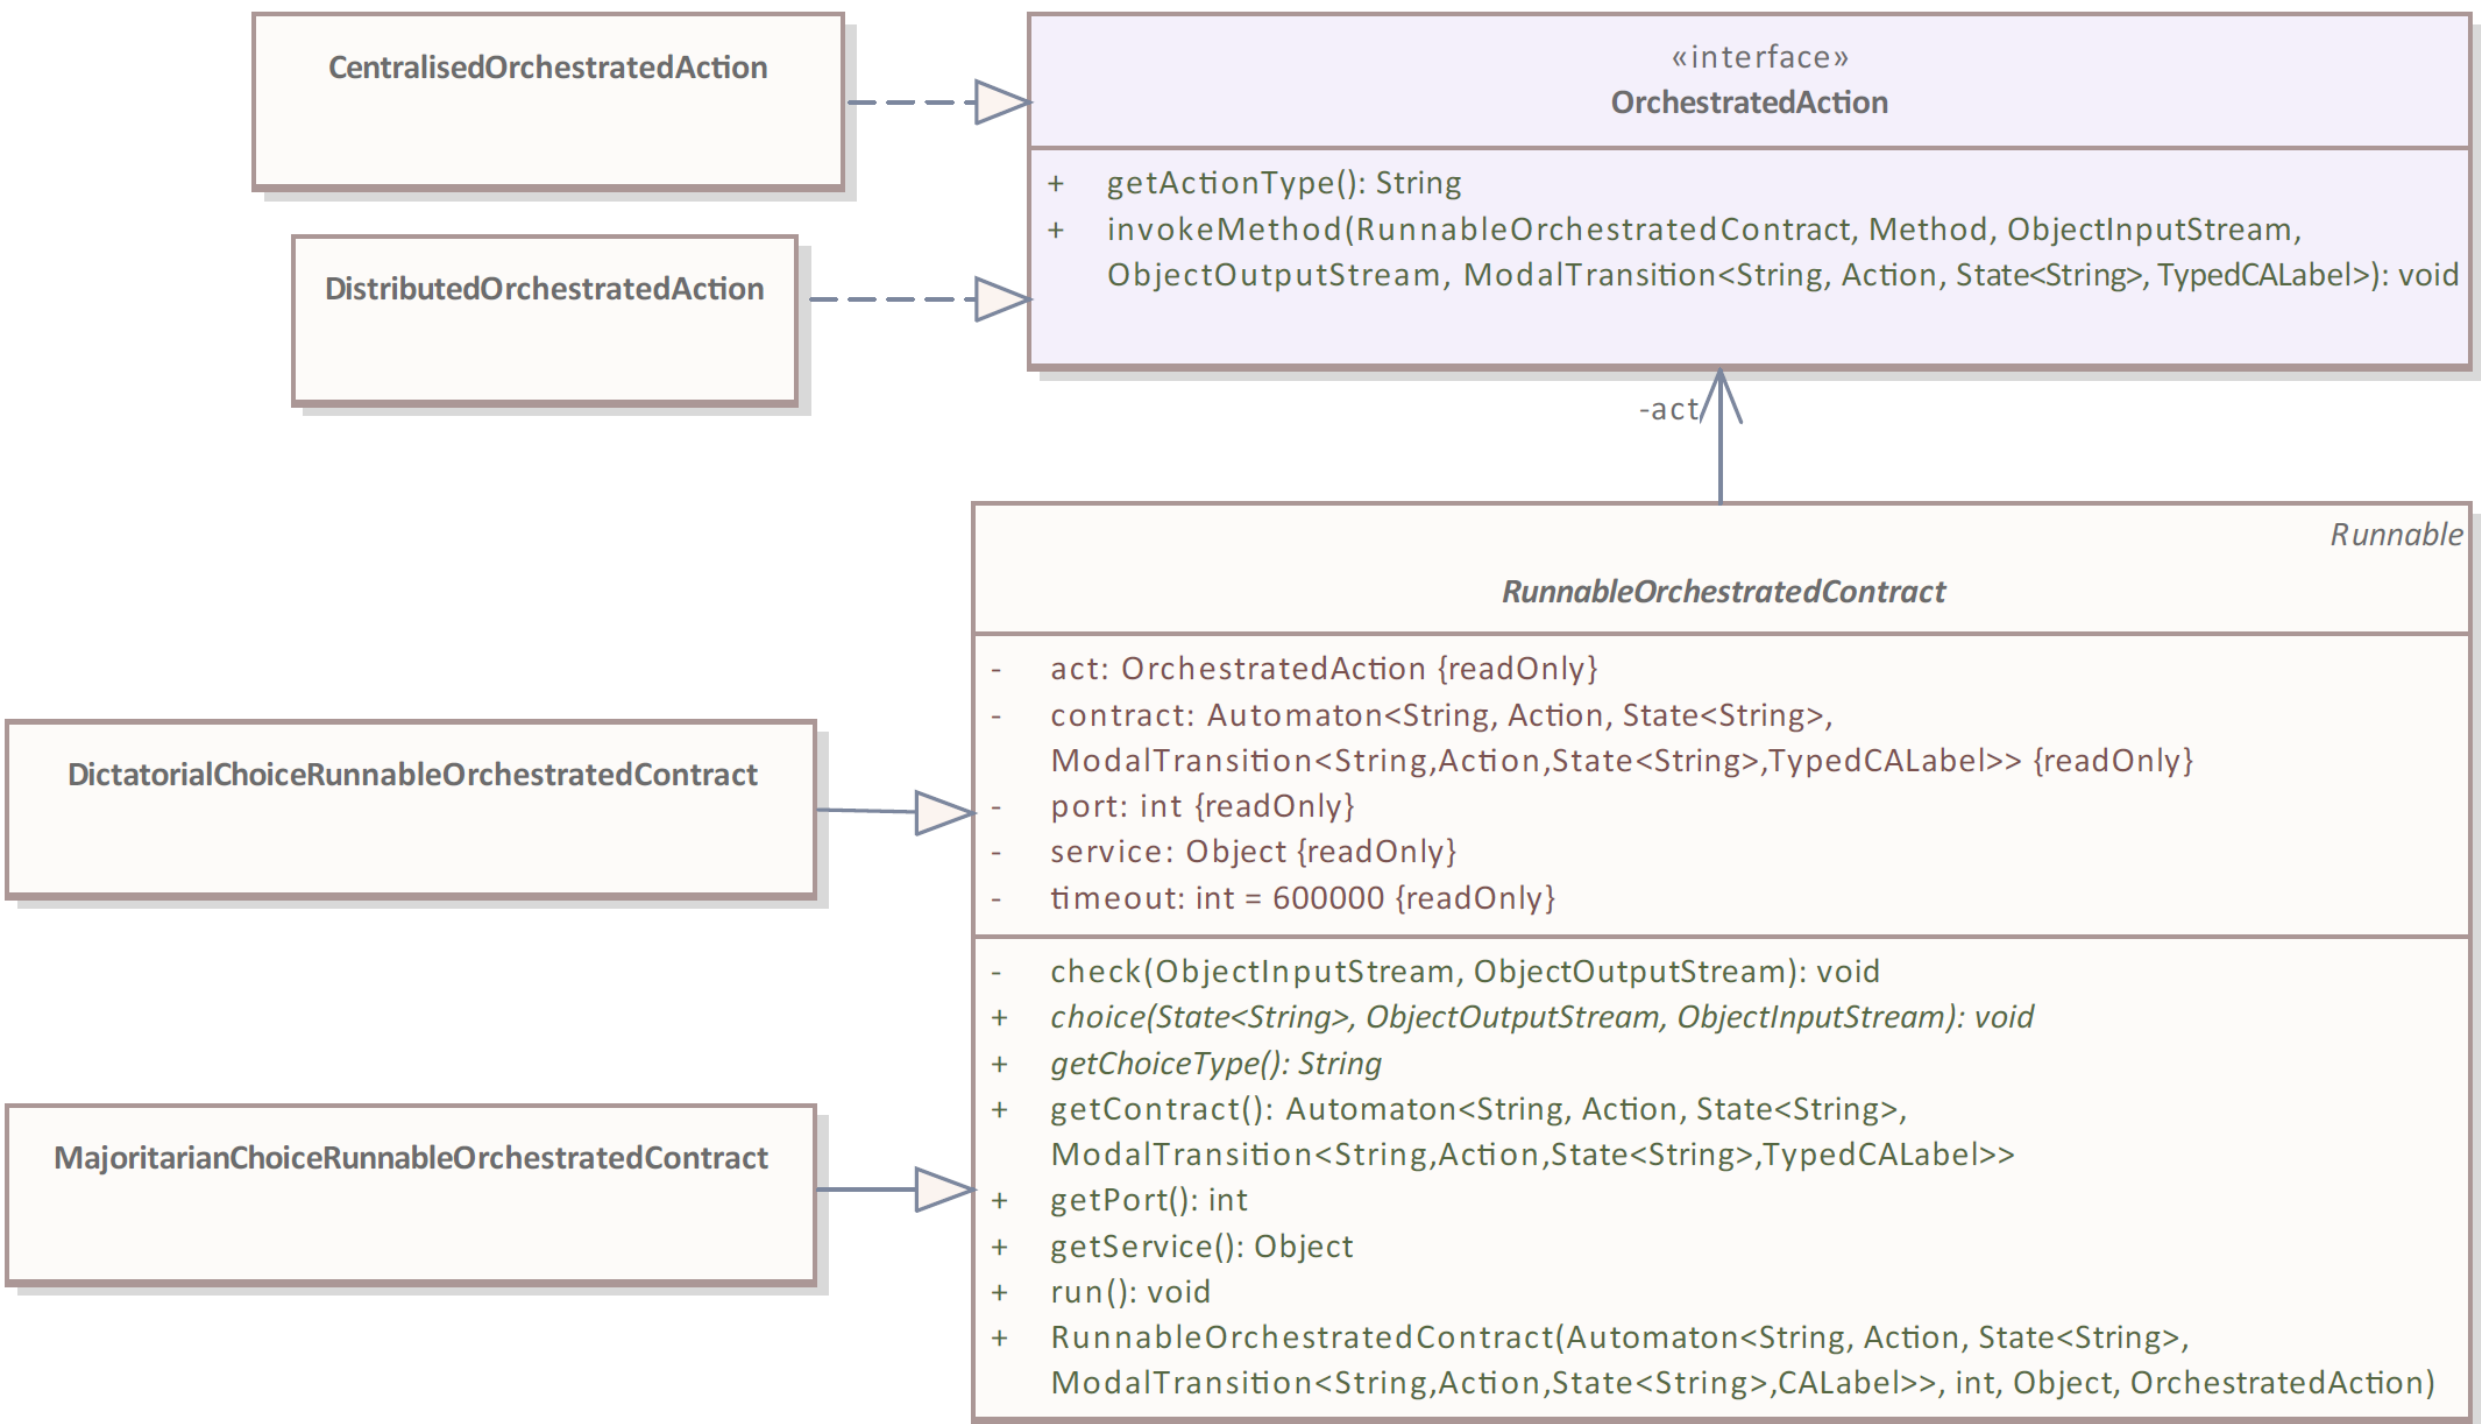 CentralisedOrchestratedAction
DistributedOrchestratedAction
«interface»
OrchestratedAction
+ getActionType(): String
+ invokeMethod(RunnableOrchestratedContract, Method, ObjectInputStream,
ObjectOutputStream, ModalTransition<String, Action, State<String>, TypedCALabel>): void
-act
Runnable
RunnableOrchestratedContract
- act: OrchestratedAction {readOnly}
- contract: Automaton<String, Action, State<String>,
ModalTransition<String,Action,State<String>,TypedCALabel>> {readOnly}
- port: int {readOnly}
- service: Object {readOnly}
- timeout: int = 600000 {readOnly}
- check(ObjectInputStream, ObjectOutputStream): void
+ choice(State<String>, ObjectOutputStream, ObjectInputStream): void
+ getChoiceType(): String
+ getContract(): Automaton<String, Action, State<String>,
ModalTransition<String,Action,State<String>,TypedCALabel>>
+ getPort(): int
+ getService(): Object
+ run(): void
+ RunnableOrchestratedContract(Automaton<String, Action, State<String>,
ModalTransition<String,Action,State<String>,CALabel>>, int, Object, OrchestratedAction)
DictatorialChoiceRunnableOrchestratedContract
MajoritarianChoiceRunnableOrchestratedContract